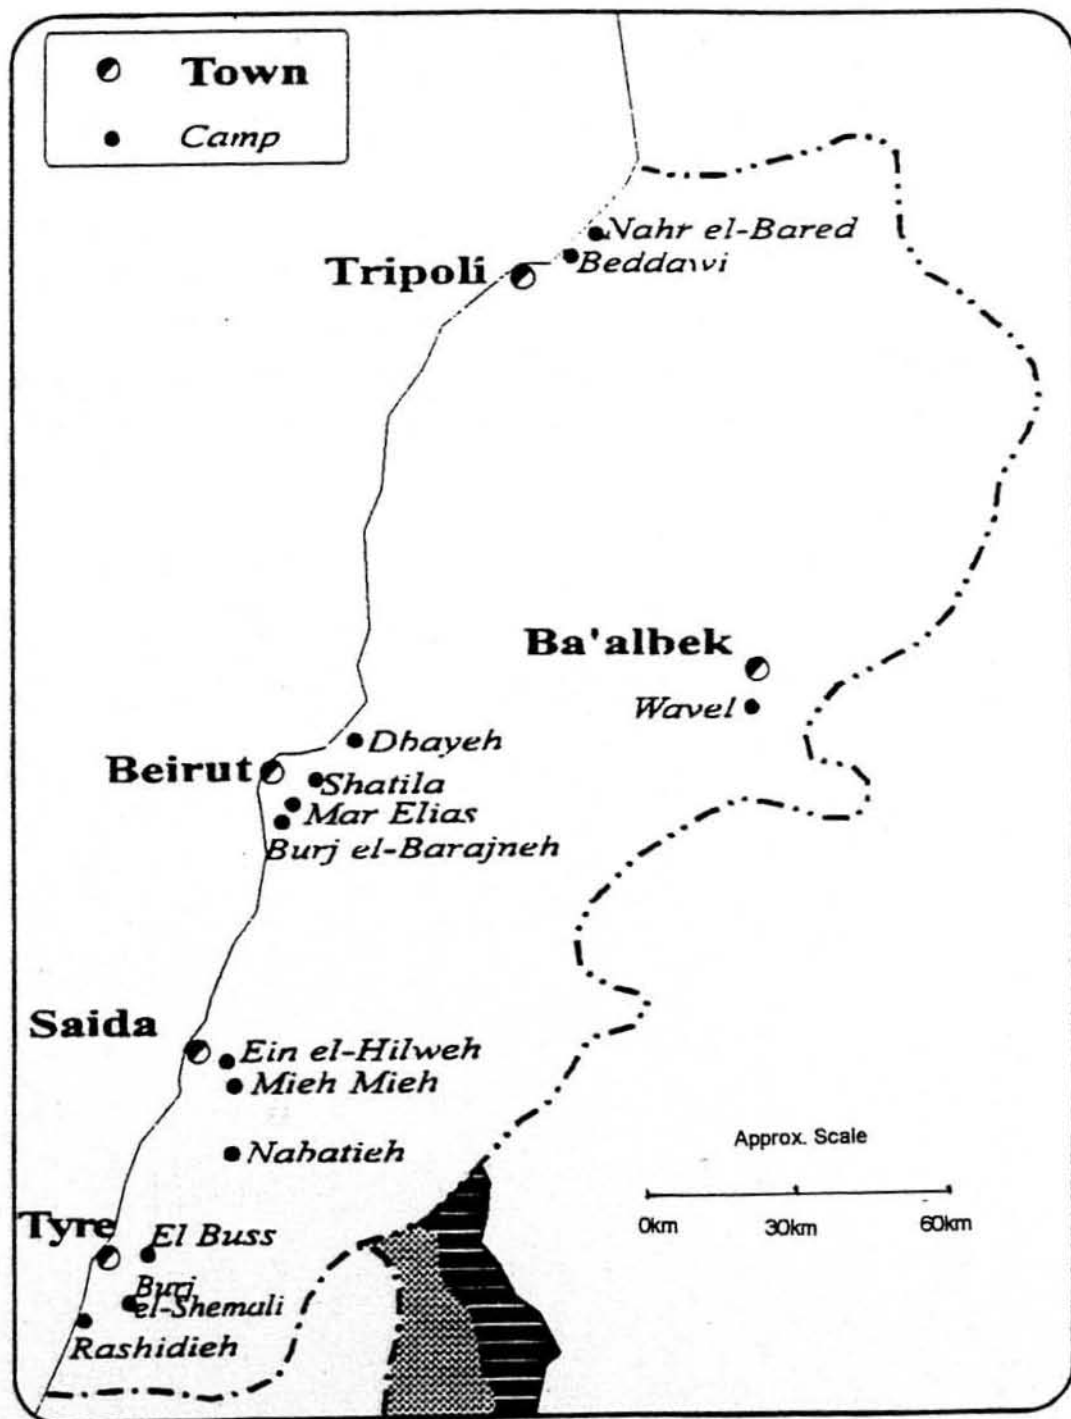 Town
Camp
Nahr el-Bared
Beddawi
Tripoli
Ba'albek
Wavel
Dbayeh
Beirut
Shatila
Mar Elias
Burj el-Barajneh
Saida
Ein el-Hilweh
Mieh Mieh
Nabatieh
Approx. Scale
0km 30km 60km
Tyre
El Buss
Burj
el-Shemali
Rashidieh